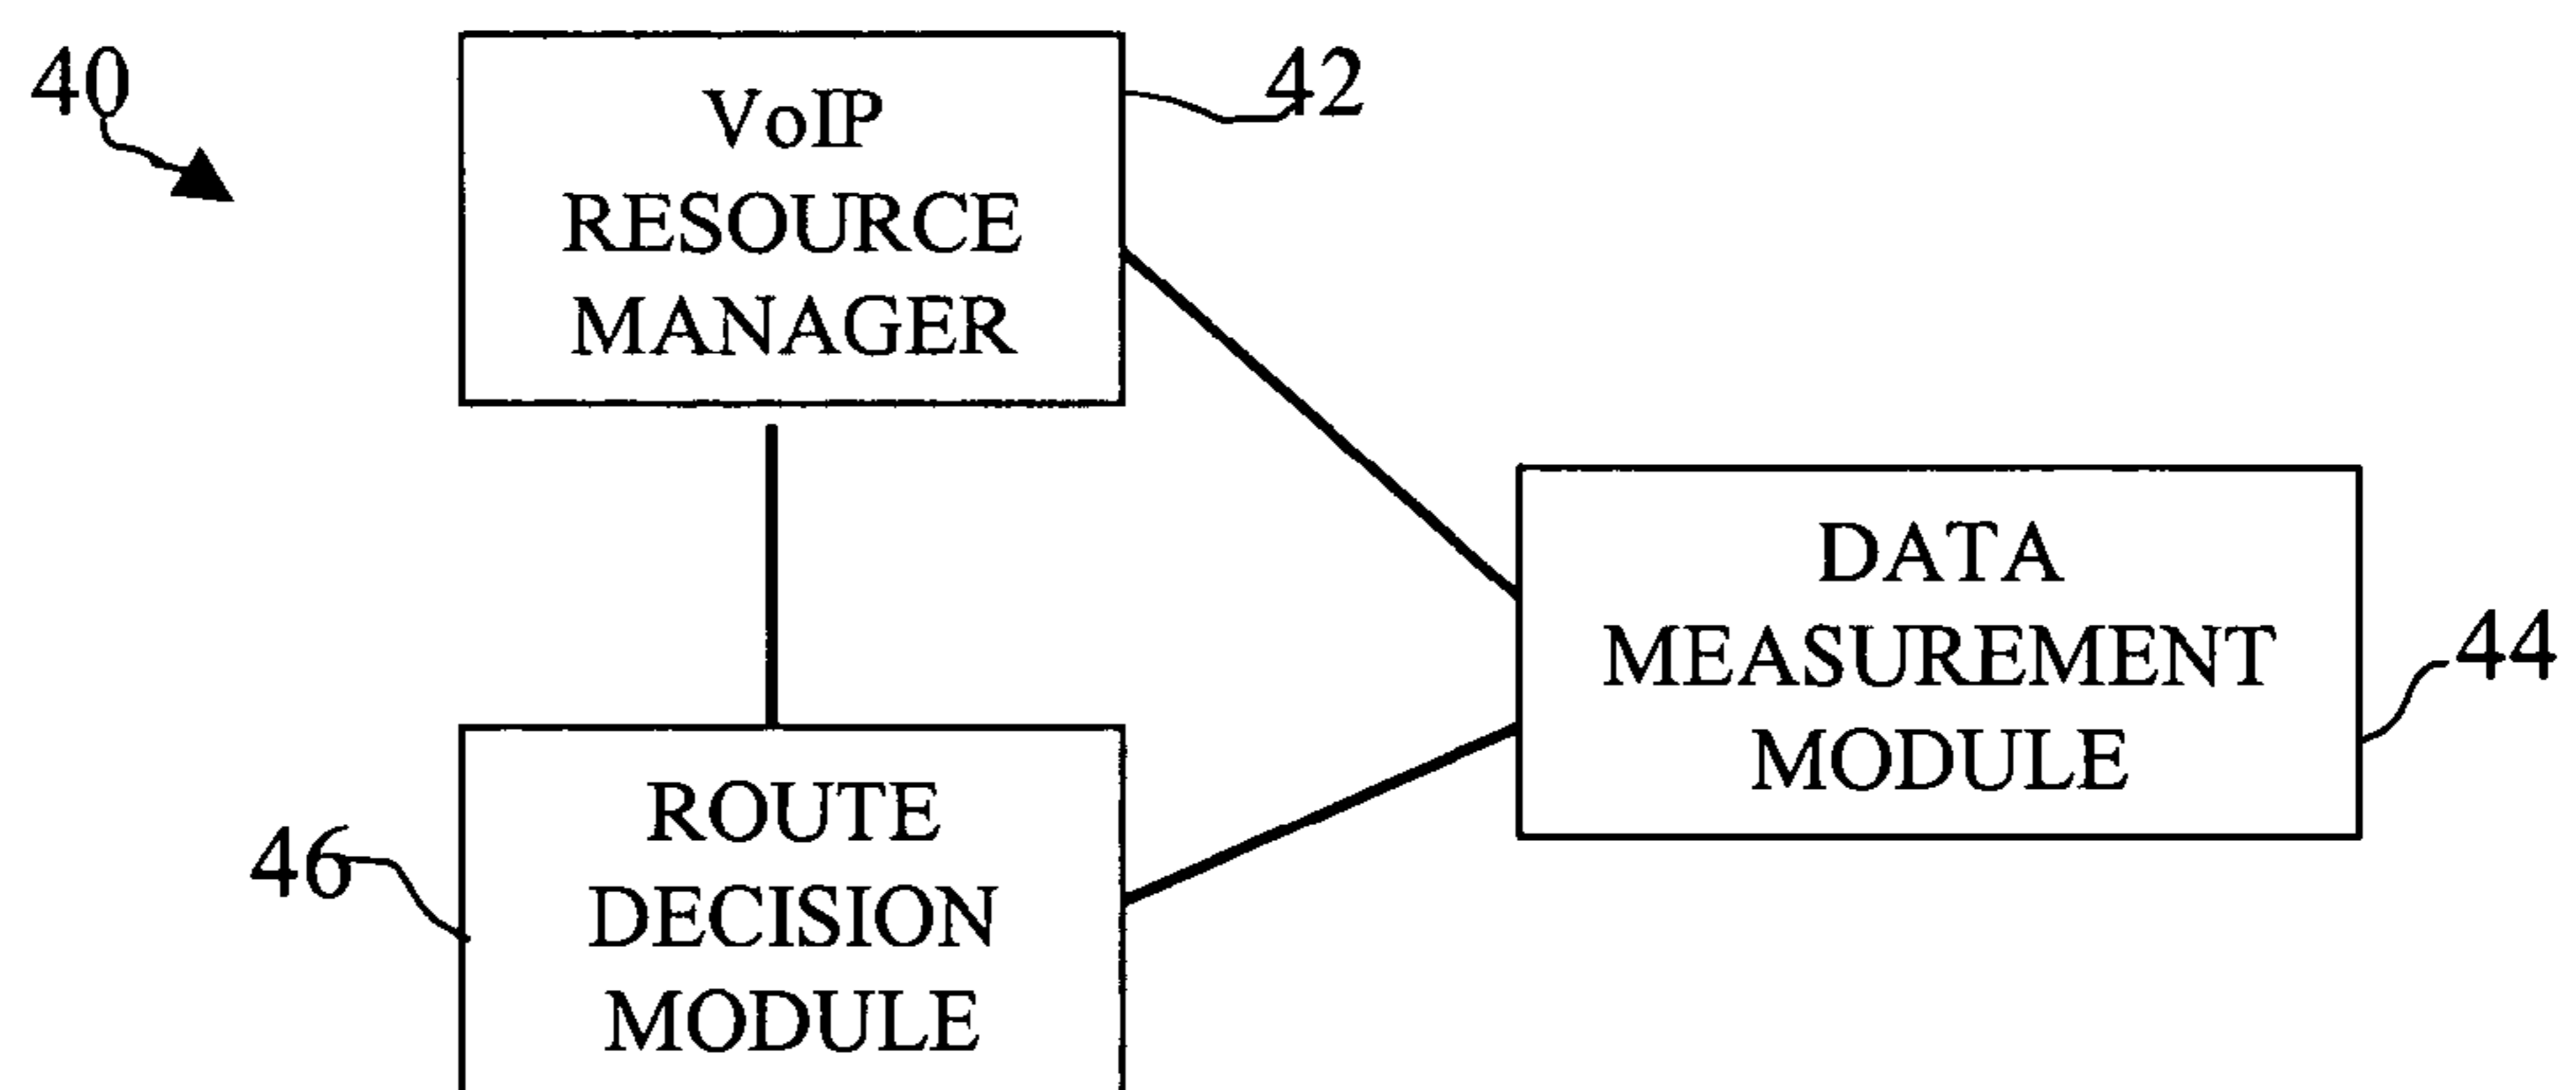 40
VoIP
RESOURCE
MANAGER
42
DATA
MEASUREMENT
MODULE
44
ROUTE
DECISION
MODULE
46